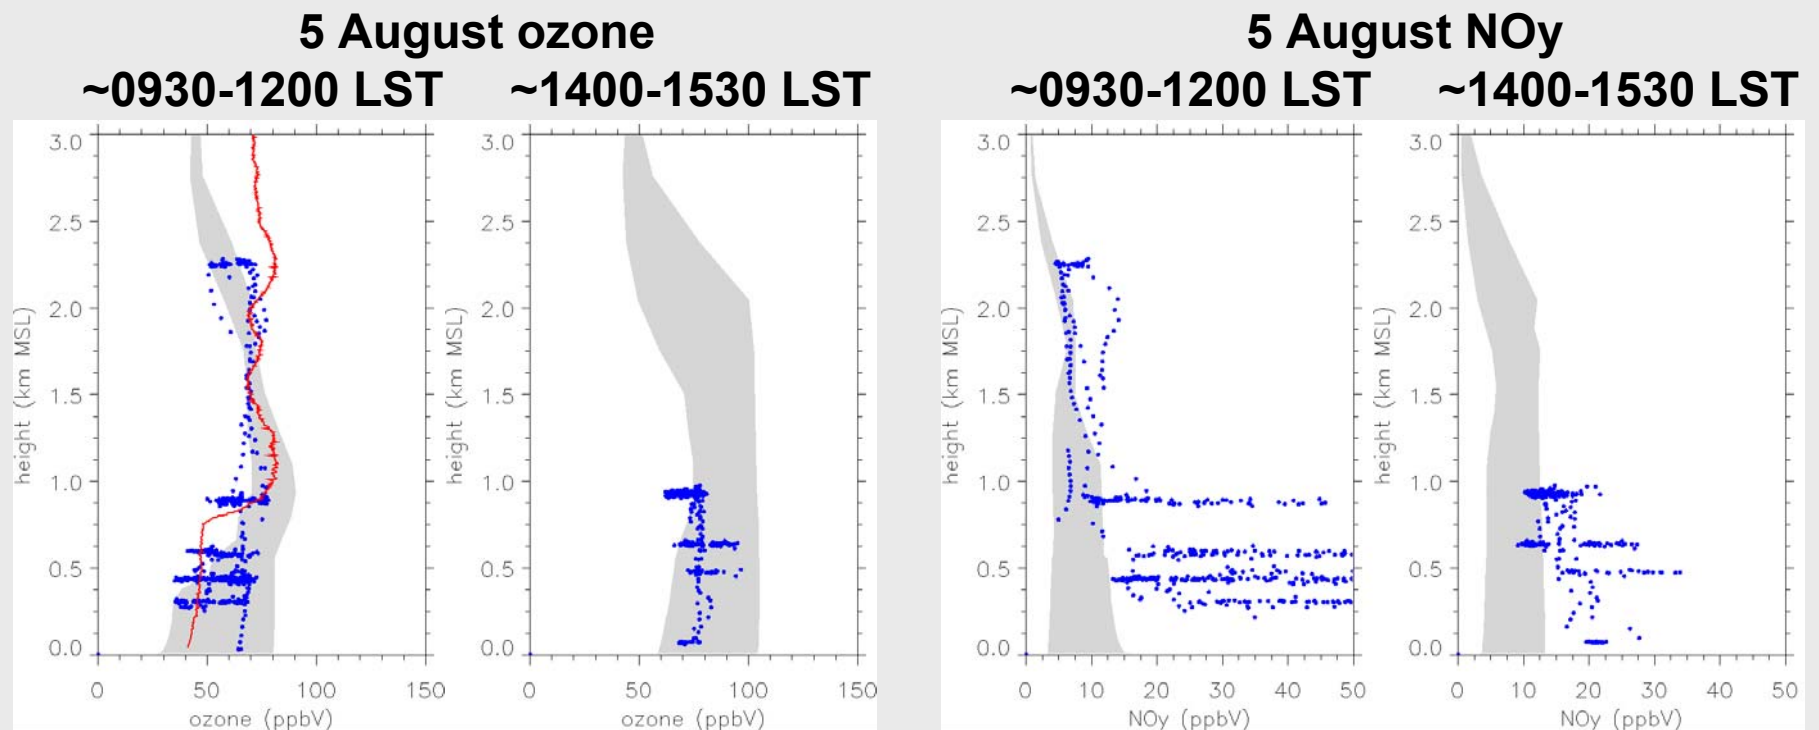 5 August ozone
~0930-1200 LST ~1400-1530 LST
3.0
2.5
2.0
1.5
1.0
0.5
0.0
height (km MSL)
0 50 100 150
ozone (ppbV)
3.0
2.5
2.0
1.5
1.0
0.5
0.0
height (km MSL)
0 50 100 150
ozone (ppbV)
5 August NOy
~0930-1200 LST ~1400-1530 LST
3.0
2.5
2.0
1.5
1.0
0.5
0.0
height (km MSL)
0 10 20 30 40 50
NOy (ppbV)
3.0
2.5
2.0
1.5
1.0
0.5
0.0
height (km MSL)
0 10 20 30 40 50
NOy (ppbV)